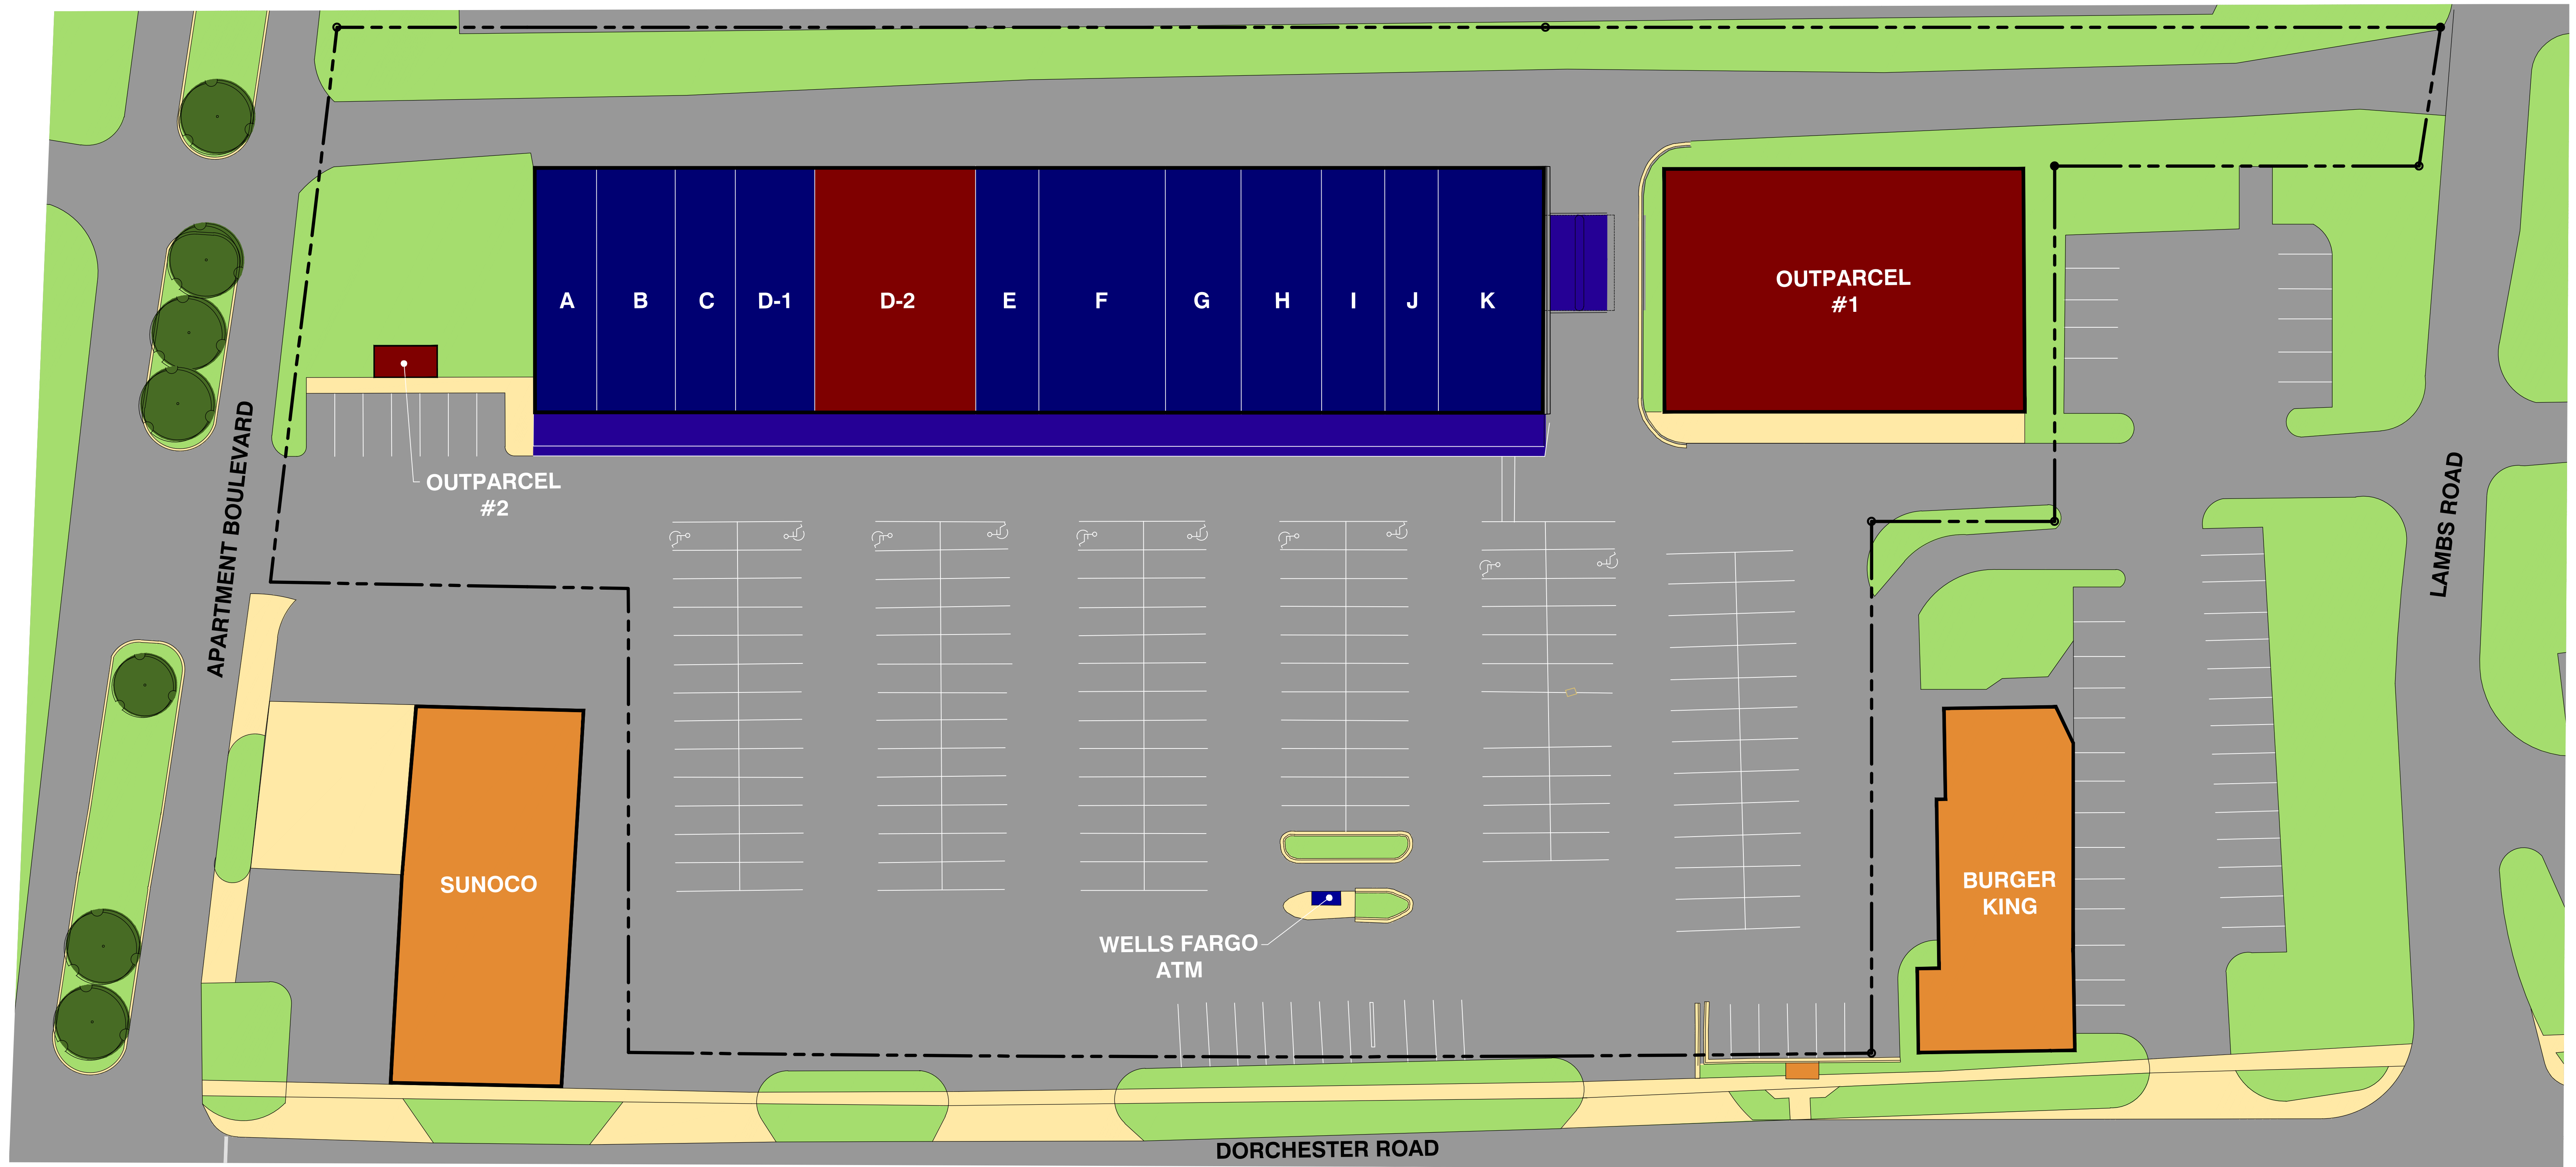 A B C D-1 D-2 E F G H I J K
OUTPARCEL
#1
OUTPARCEL
#2
APARTMENT BOULEVARD
LAMBS ROAD
SUNOCO
BURGER
KING
WELLS FARGO
ATM
DORCHESTER ROAD